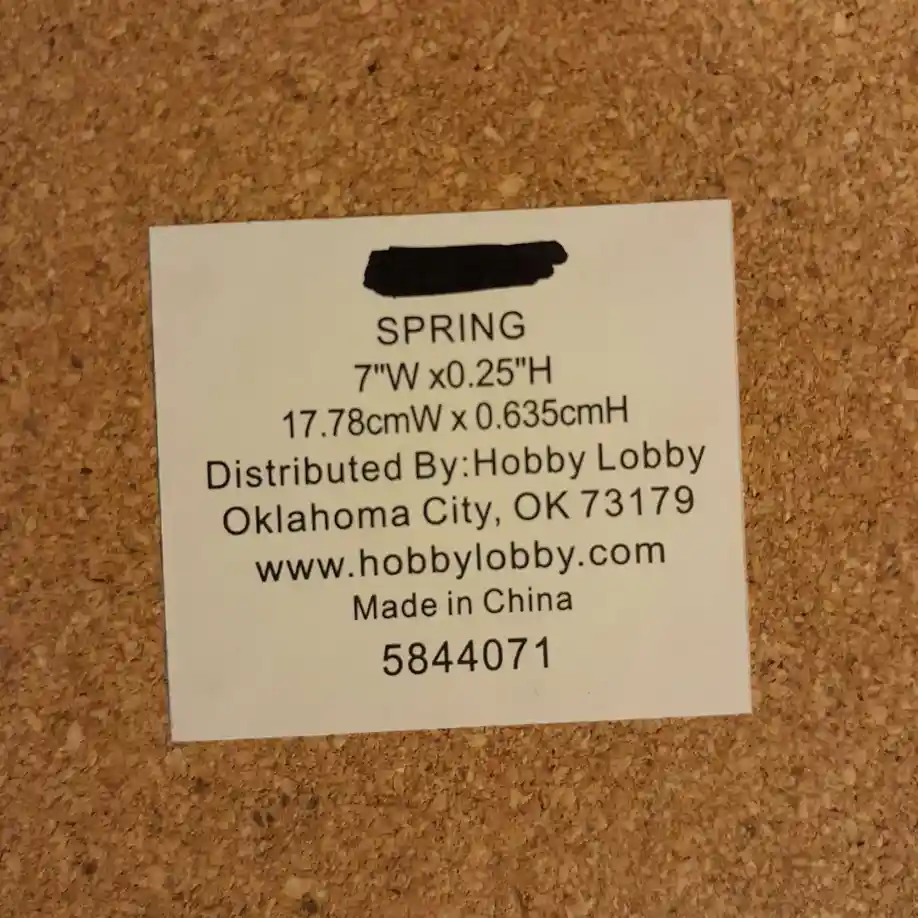 SPRING
7"W x0.25"H
17.78cmW x 0.635cmH
Distributed By:Hobby Lobby
Oklahoma City, OK 73179
www.hobbylobby.com
Made in China
5844071